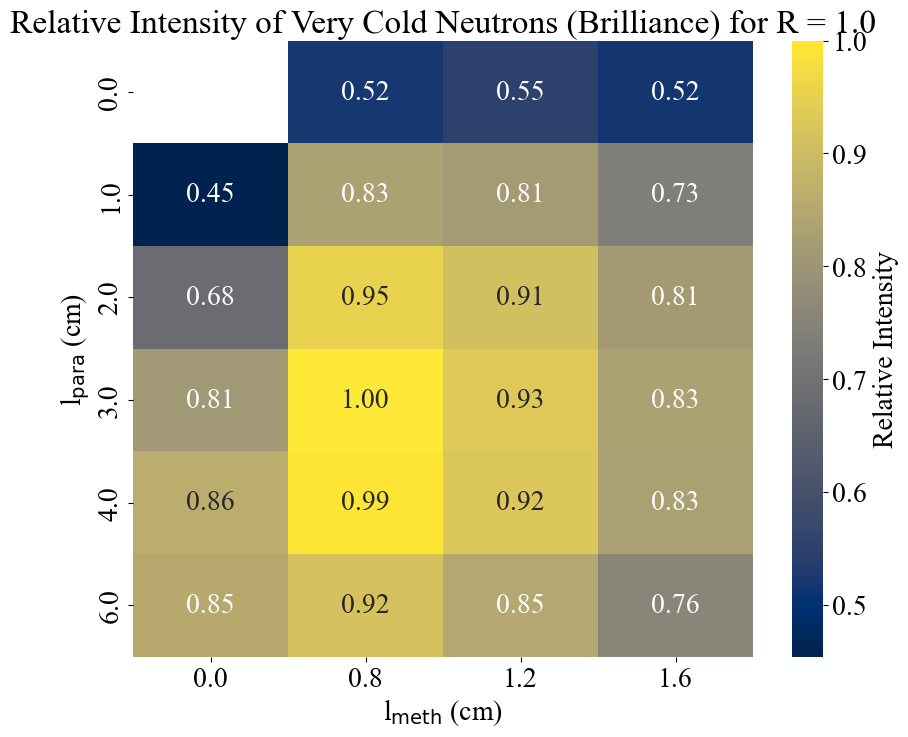 Relative Intensity of Very Cold Neutrons (Brilliance) for R = 1.0
0.0 0.52 0.55 0.52
1.0 0.45 0.83 0.81 0.73
2.0 0.68 0.95 0.91 0.81
3.0 0.81 1.00 0.93 0.83
4.0 0.86 0.99 0.92 0.83
6.0 0.85 0.92 0.85 0.76
0.0 0.8 1.2 1.6
l_meth (cm)
l_para (cm)
1.0
0.9
0.8
0.7
0.6
0.5
Relative Intensity